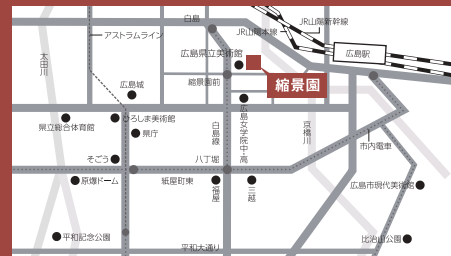 白島
JR山陽新幹線
JR山陽本線
アストラムライン
広島駅
広島県立美術館
太田川
縮景園前
縮景園
広島城
広島女学院中・高
県立総合体育館
ひろしま美術館
県庁
白島線
京橋川
市内電車
そごう
八丁堀
原爆ドーム
紙屋町東
福屋
三越
広島市現代美術館
平和記念公園
平和大通り
比治山公園